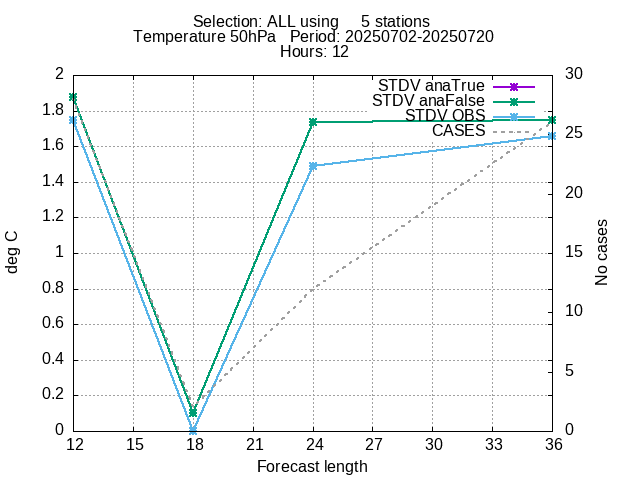 Selection: ALL using     5 stations
Temperature 50hPa   Period: 20250702-20250720
Hours: 12
2
1.8
1.6
1.4
1.2
1
0.8
0.6
0.4
0.2
0
deg C
STDV anaTrue
STDV anaFalse
STDV OBS
CASES
30
25
20
15
10
5
0
No cases
12 15 18 21 24 27 30 33 36
Forecast length